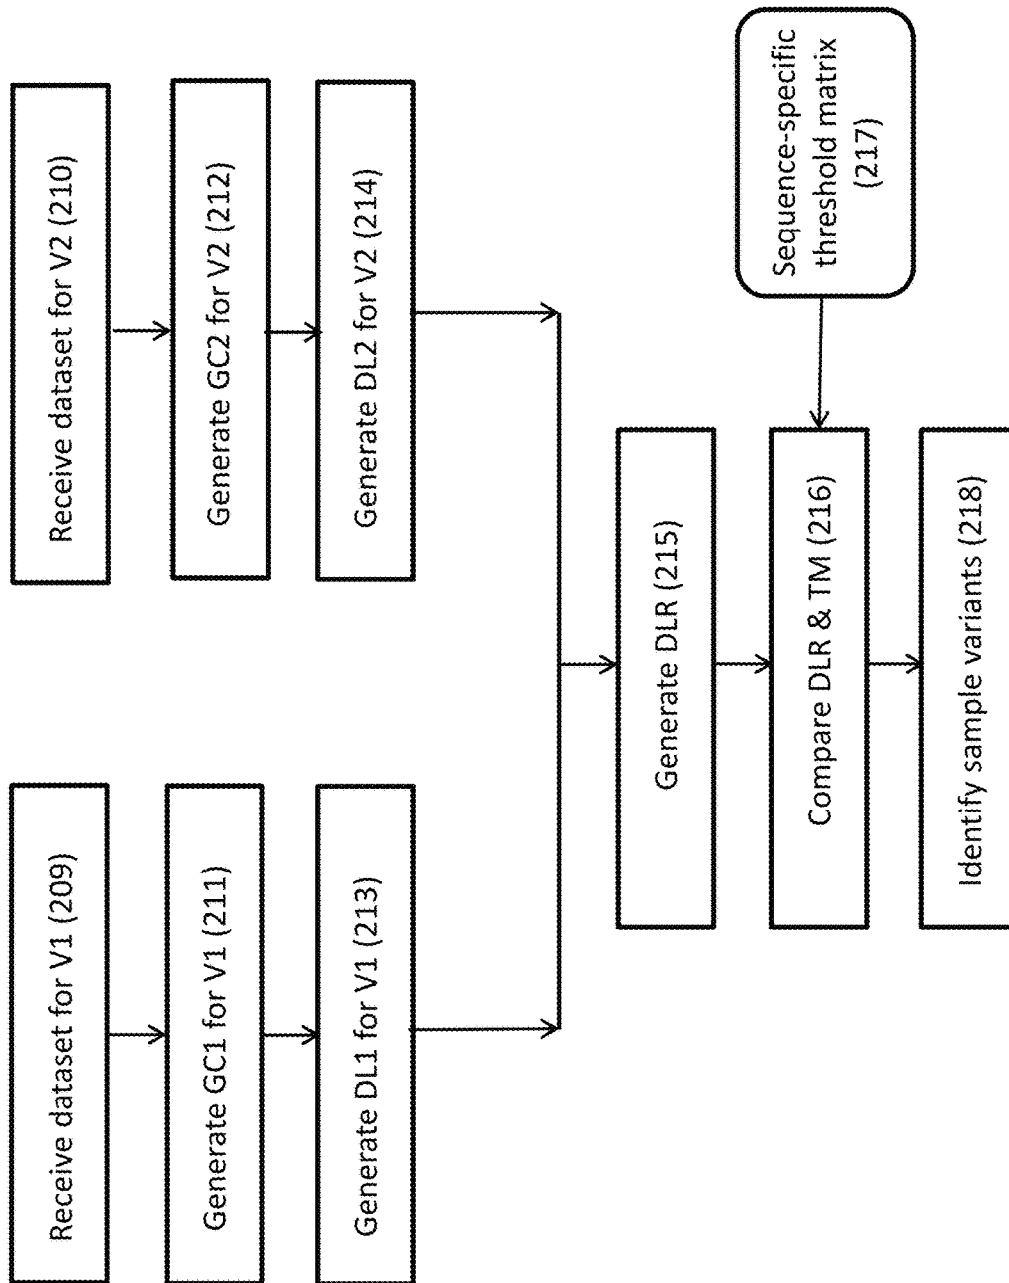 Receive dataset for V1 (209)
Generate GC1 for V1 (211)
Generate DL1 for V1 (213)
Receive dataset for V2 (210)
Generate GC2 for V2 (212)
Generate DL2 for V2 (214)
Generate DLR (215)
Compare DLR & TM (216)
Sequence-specific
threshold matrix
(217)
Identify sample variants (218)